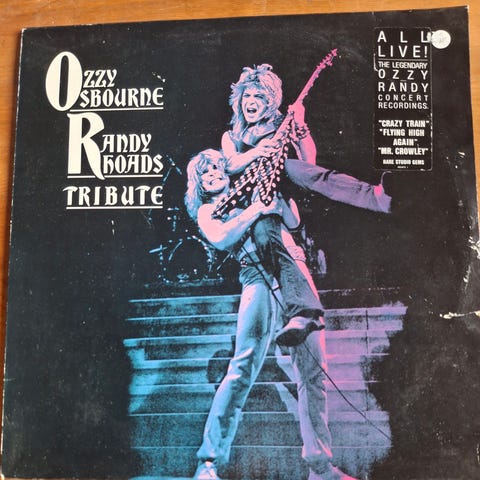 OZZY
OSBOURNE
RANDY
RHOADS
TRIBUTE
ALL
LIVE!
THE LEGENDARY
OZZY
RANDY
CONCERT
RECORDINGS.
"CRAZY TRAIN"
"FLYING HIGH
AGAIN",
"MR. CROWLEY"
RARE STUDIO GEMS